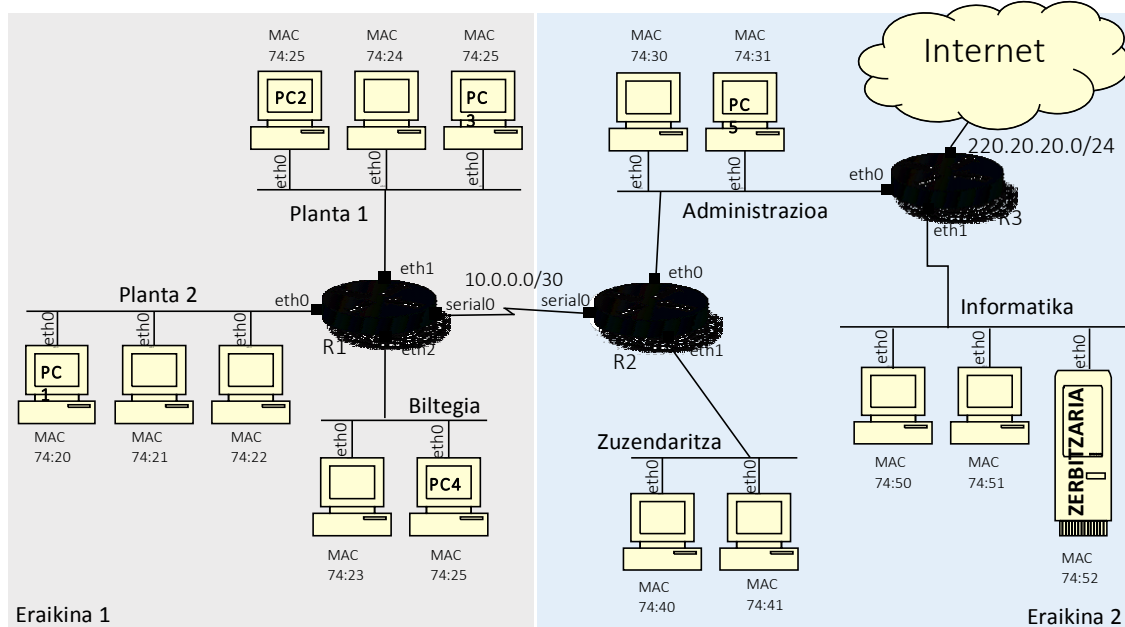 MAC
74:25
MAC
74:24
MAC
74:25
PC2
PC
3
eth0
eth0
eth0
Planta 1
eth1
Planta 2
eth0
serial0
R1
eth2
10.0.0.0/30
PC
1
eth0
eth0
eth0
MAC
74:20
MAC
74:21
MAC
74:22
Biltegia
eth0
eth0
PC4
MAC
74:23
MAC
74:25
Eraikina 1
MAC
74:30
MAC
74:31
PC
5
eth0
eth0
Administrazioa
Internet
220.20.20.0/24
eth0
R3
eth1
serial0
eth0
eth1
R2
Informatika
eth0
eth0
eth0
ZERBITZARIA
MAC
74:50
MAC
74:51
MAC
74:52
Zuzendaritza
eth0
eth0
MAC
74:40
MAC
74:41
Eraikina 2